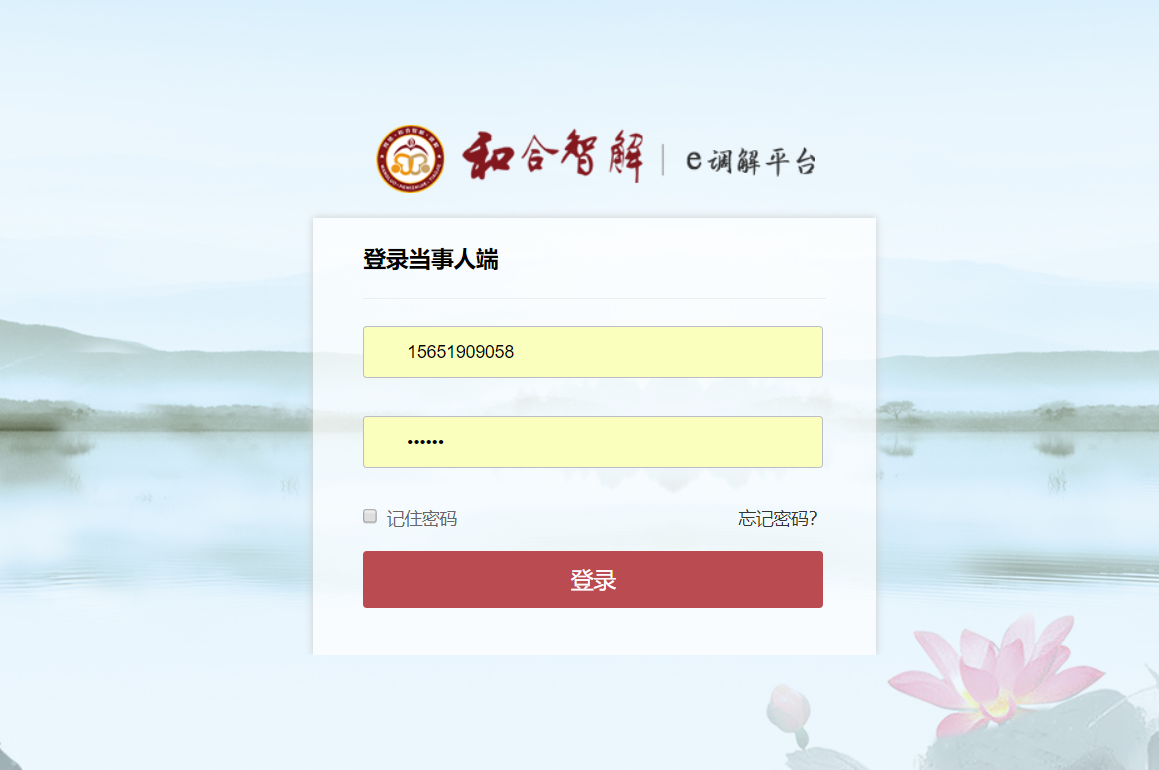 和合智解 | e调解平台
登录当事人端
15651909058
••••••
记住密码 忘记密码?
登录